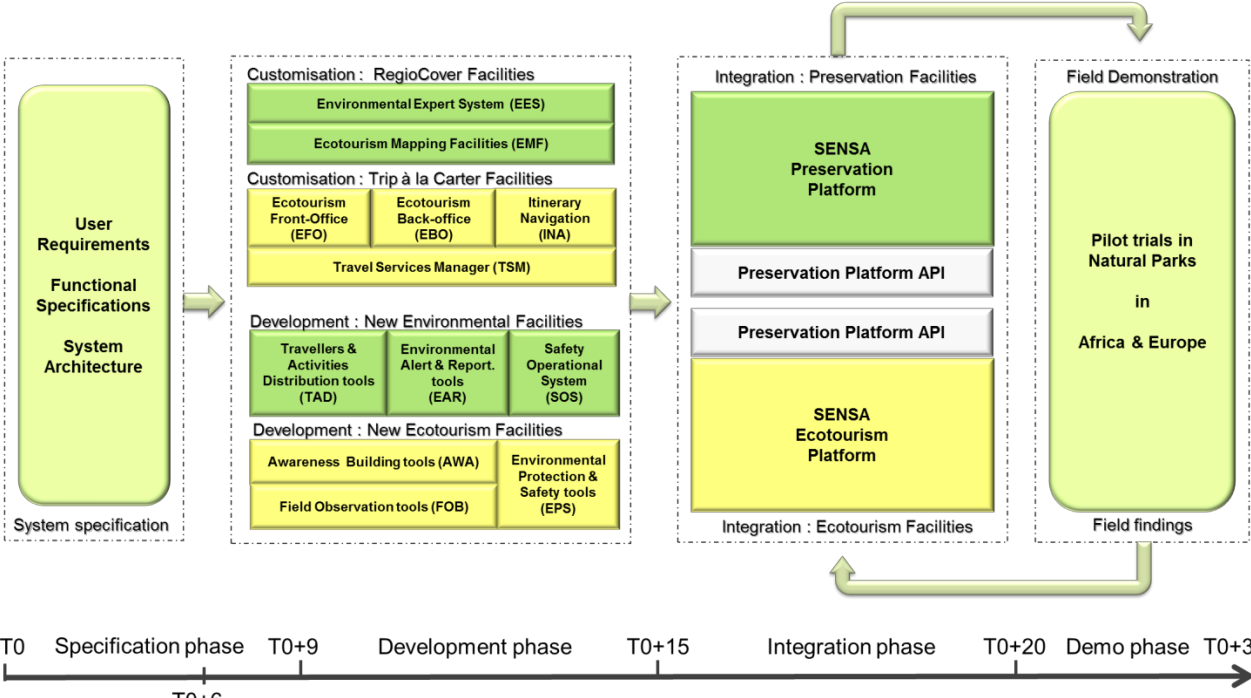 User
Requirements
Functional
Specifications
System
Architecture
System specification
Customisation : RegioCover Facilities
Environmental Expert System (EES)
Ecotourism Mapping Facilities (EMF)
Customisation : Trip à la Carter Facilities
Ecotourism
Front-Office
(EFO)
Ecotourism
Back-office
(EBO)
Itinerary
Navigation
(INA)
Travel Services Manager (TSM)
Development : New Environmental Facilities
Travellers &
Activities
Distribution tools
(TAD)
Environmental
Alert & Report.
tools
(EAR)
Safety
Operational
System
(SOS)
Development : New Ecotourism Facilities
Awareness Building tools (AWA)
Field Observation tools (FOB)
Environmental
Protection &
Safety tools
(EPS)
Integration : Preservation Facilities
SENSA
Preservation
Platform
Preservation Platform API
Preservation Platform API
SENSA
Ecotourism
Platform
Integration : Ecotourism Facilities
Field Demonstration
Pilot trials in
Natural Parks
in
Africa & Europe
Field findings
T0 Specification phase T0+9 Development phase T0+15 Integration phase T0+20 Demo phase T0+3
T0+6